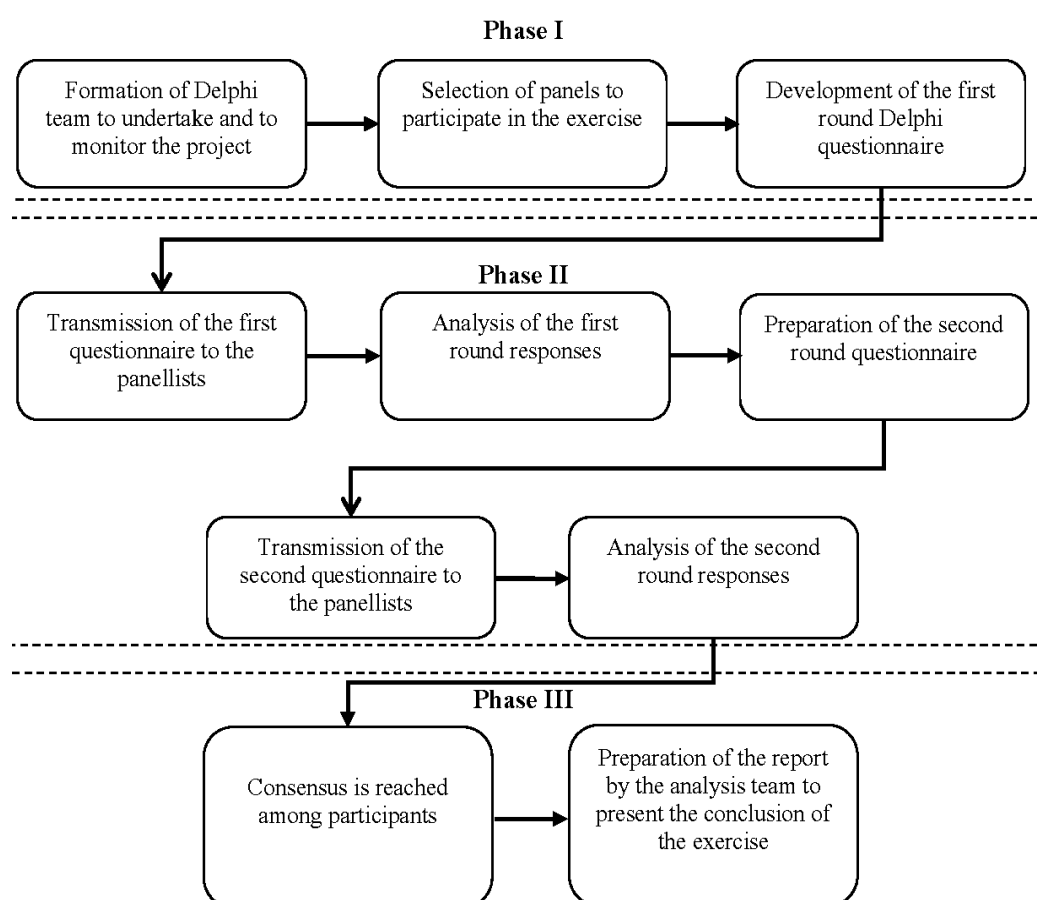 Phase I
Formation of Delphi
team to undertake and to
monitor the project
Selection of panels to
participate in the exercise
Development of the first
round Delphi
questionnaire
Phase II
Transmission of the first
questionnaire to the
panellists
Analysis of the first
round responses
Preparation of the second
round questionnaire
Transmission of the
second questionnaire to
the panellists
Analysis of the second
round responses
Phase III
Consensus is reached
among participants
Preparation of the report
by the analysis team to
present the conclusion of
the exercise